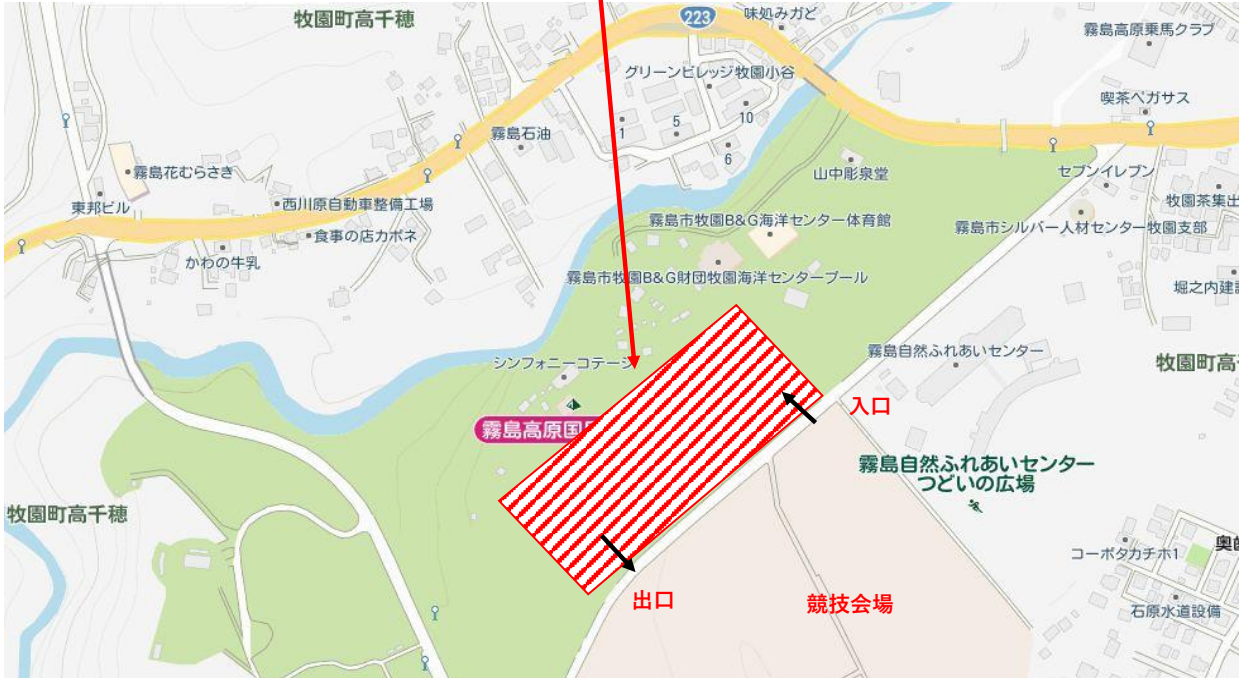 牧園町高千穂
223
味処みガど
霧島高原乗馬クラブ
グリーンビレッジ牧園小谷
喫茶ペガサス
霧島石油
1
5
10
6
霧島花むらさき
山中彫泉堂
セブンイレブン
東邦ビル
西川原自動車整備工場
牧園茶集出
食事の店カボネ
霧島市牧園B&G海洋センター体育館
霧島市シルバー人材センター牧園支部
かわの牛乳
霧島市牧園B&G財団牧園海洋センタープール
堀之内建設
霧島自然ふれあいセンター
シンフォニーコテージ
牧園町高
入口
霧島高原国
霧島自然ふれあいセンター
つどいの広場
牧園町高千穂
コーポタカチホ1
出口
競技会場
石原水道設備